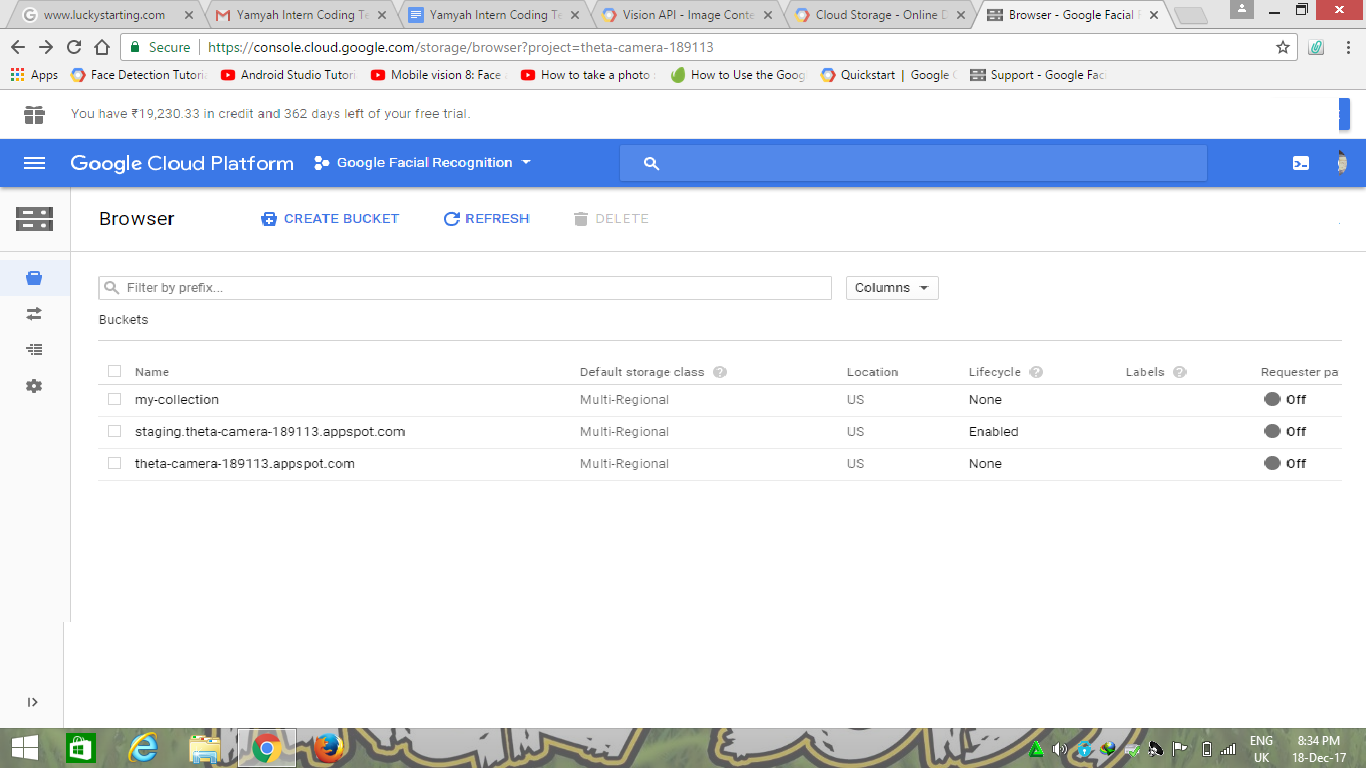 www.luckystarting.com
Yamyah Intern Coding Te
Yamyah Intern Coding Te
Vision API - Image Conte
Cloud Storage - Online D
Browser - Google Facial
Secure
https://console.cloud.google.com/storage/browser?project=theta-camera-189113
Apps
Face Detection Tutori
Android Studio Tutori
Mobile vision 8: Face
How to take a photo
How to Use the Goog
Quickstart | Google
Support - Google Fac
You have ₹19,230.33 in credit and 362 days left of your free trial.
Google Cloud Platform
Google Facial Recognition
Browser
CREATE BUCKET
REFRESH
DELETE
Filter by prefix...
Columns
Buckets
Name Default storage class Location Lifecycle Labels Requester pa
my-collection Multi-Regional US None Off
staging.theta-camera-189113.appspot.com Multi-Regional US Enabled Off
theta-camera-189113.appspot.com Multi-Regional US None Off
ENG
UK
8:34 PM
18-Dec-17